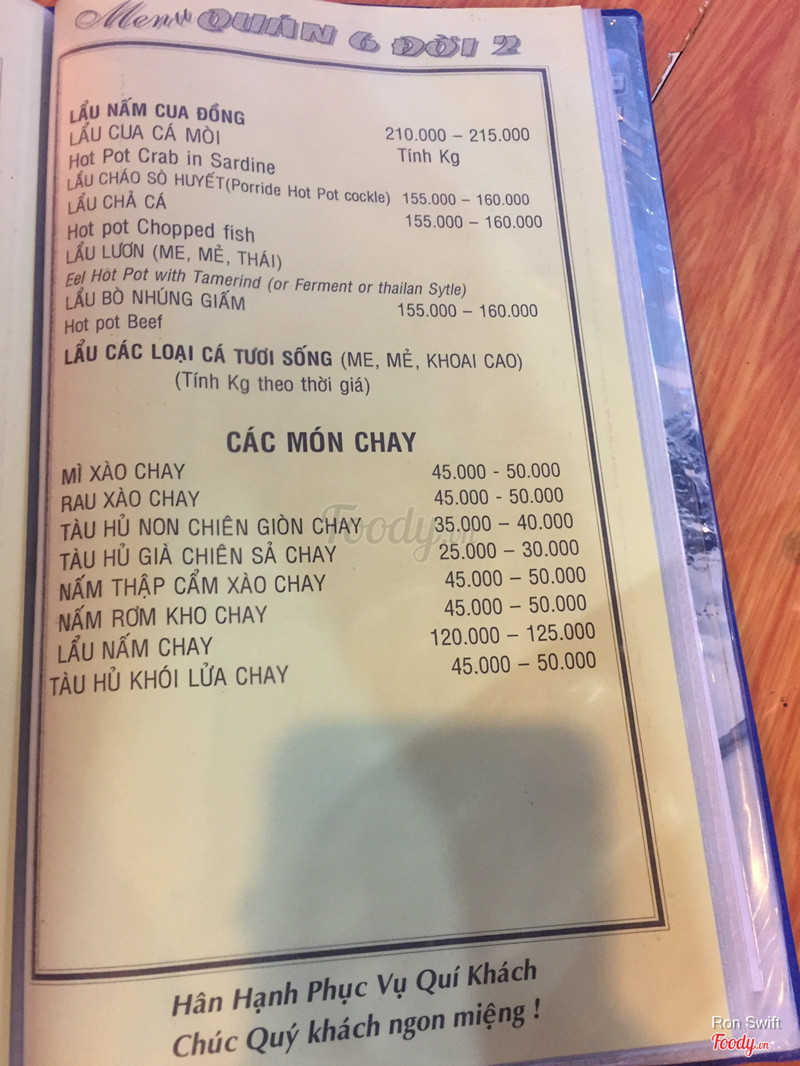 Menu QUÁN 6 ĐỜI 2
LẨU NẤM CUA ĐỒNG
LẨU CUA CÁ MÒI 210.000 – 215.000
Hot Pot Crab in Sardine Tính Kg
LẨU CHÁO SÒ HUYẾT(Porride Hot Pot cockle) 155.000 – 160.000
LẨU CHẢ CÁ 155.000 – 160.000
Hot pot Chopped fish
LẨU LƯƠN (ME, MẺ, THÁI)
Eel Hot Pot with Tamerind (or Ferment or thailan Sytle)
LẨU BÒ NHÚNG GIẤM 155.000 – 160.000
Hot pot Beef
LẨU CÁC LOẠI CÁ TƯƠI SỐNG (ME, MẺ, KHOAI CAO)
(Tính Kg theo thời giá)
CÁC MÓN CHAY
MÌ XÀO CHAY 45.000 - 50.000
RAU XÀO CHAY 45.000 - 50.000
TÀU HỦ NON CHIÊN GIÒN CHAY 35.000 – 40.000
TÀU HỦ GIÀ CHIÊN SẢ CHAY 25.000 – 30.000
NẤM THẬP CẨM XÀO CHAY 45.000 – 50.000
NẤM RƠM KHO CHAY 45.000 – 50.000
LẨU NẤM CHAY 120.000 – 125.000
TÀU HỦ KHÓI LỬA CHAY 45.000 – 50.000
Foody.vn
Hân Hạnh Phục Vụ Quí Khách
Chúc Quý khách ngon miệng !
Ron Swift
Foody.vn